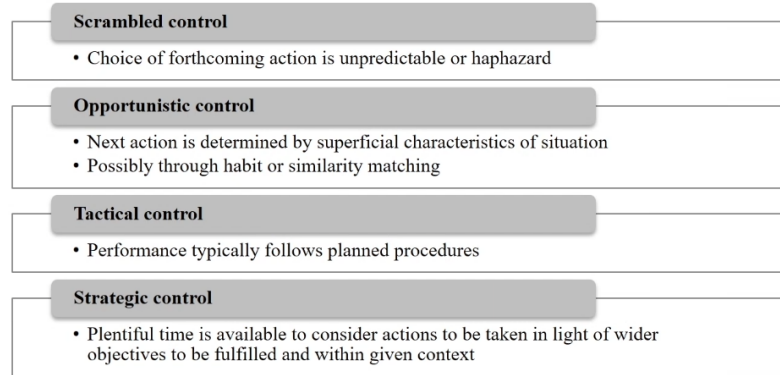 Scrambled control
• Choice of forthcoming action is unpredictable or haphazard
Opportunistic control
• Next action is determined by superficial characteristics of situation
• Possibly through habit or similarity matching
Tactical control
• Performance typically follows planned procedures
Strategic control
• Plentiful time is available to consider actions to be taken in light of wider
objectives to be fulfilled and within given context